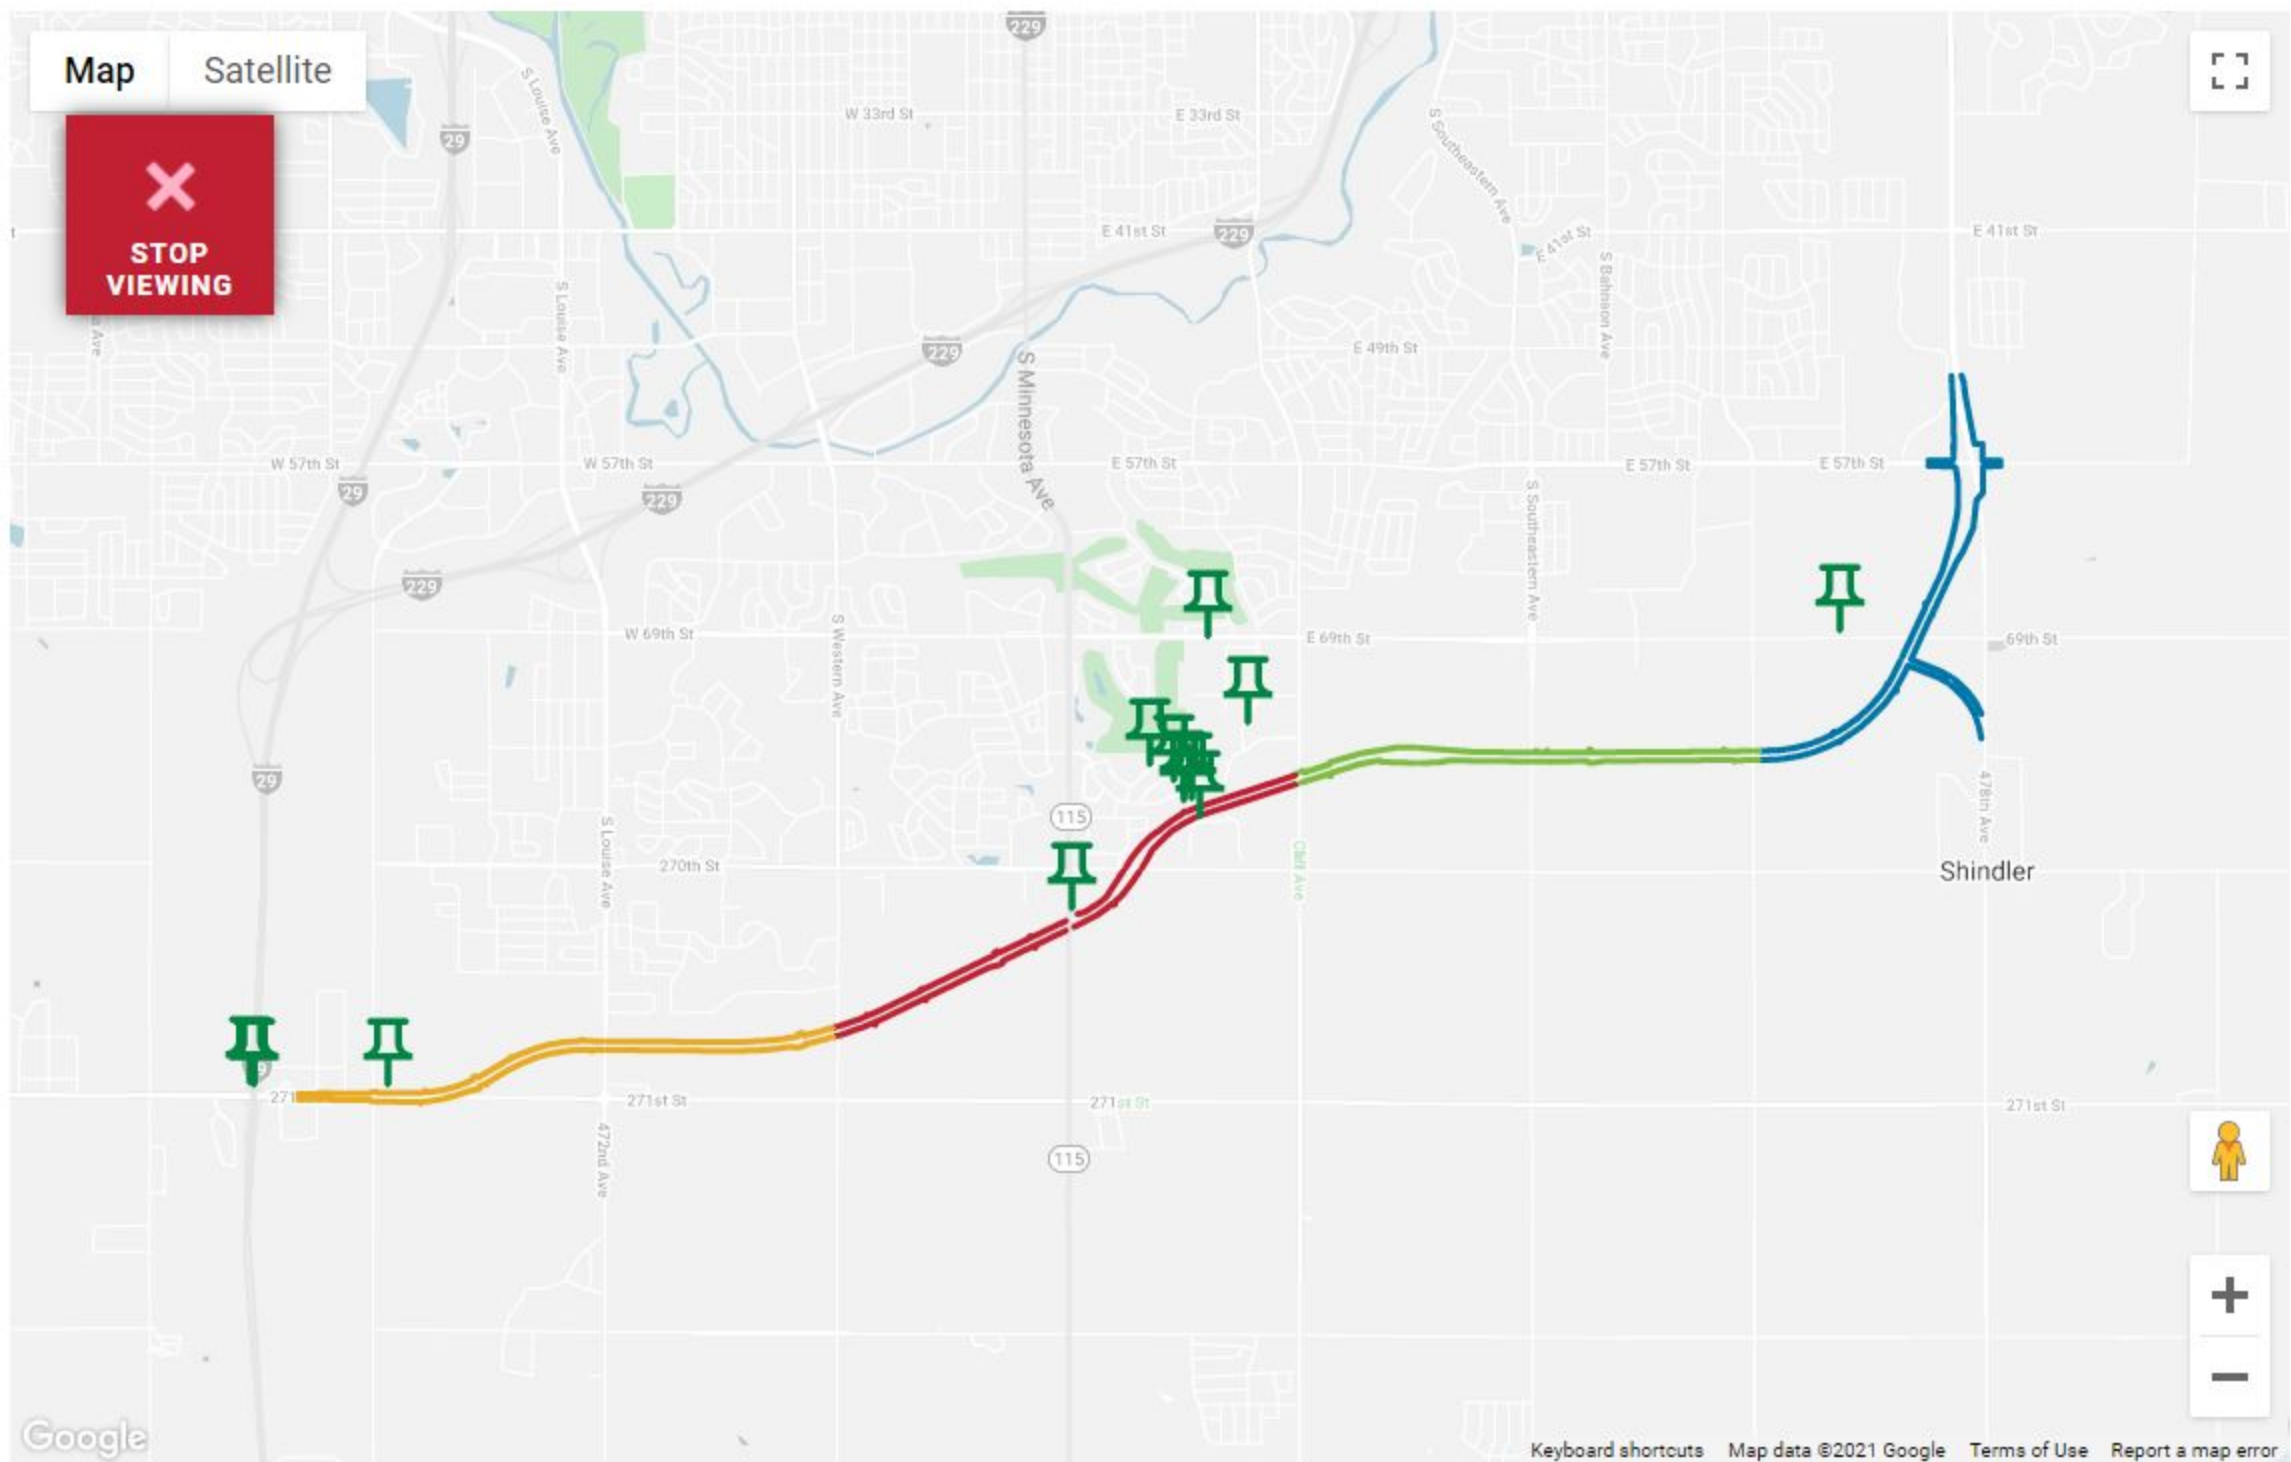 229
Map
Satellite
S Louise Ave
W 33rd St
E 33rd St
S Southeastern Ave
29
STOP
VIEWING
E 41st St
229
E 41st St
E 41st St
S Bahnson Ave
S Louise Ave
Ave
229
E 49th St
S Minnesota Ave
W 57th St
W 57th St
E 57th St
E 57th St
E 57th St
29
229
S Southeastern Ave
229
W 69th St
S Western Ave
E 69th St
69th St
29
115
478th Ave
S Louise Ave
270th St
Cliff Ave
Shindler
271
271st St
271st St
271st St
472nd Ave
115
Google
Keyboard shortcuts
Map data ©2021 Google
Terms of Use
Report a map error